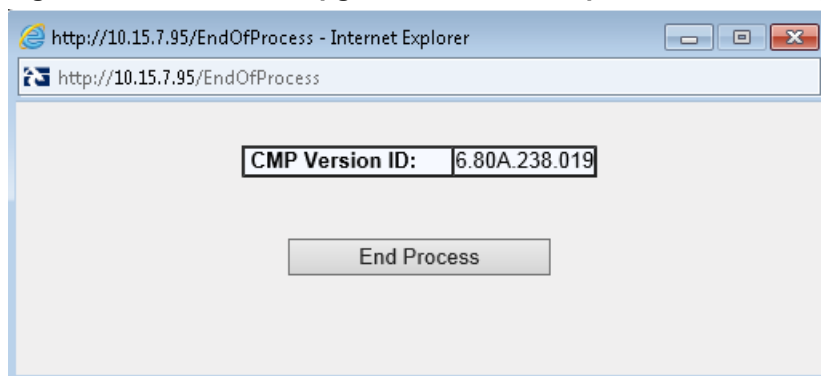 http://10.15.7.95/EndOfProcess - Internet Explorer
http://10.15.7.95/EndOfProcess
CMP Version ID: 6.80A.238.019
End Process